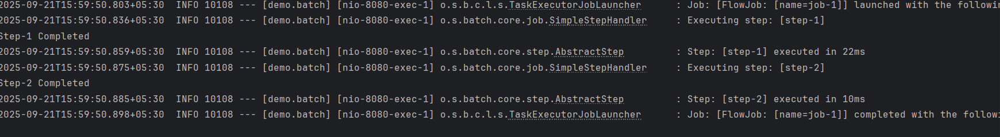 2025-09-21T15:59:50.803+05:30  INFO 10108 --- [demo.batch] [nio-8080-exec-1] o.s.b.c.l.s.TaskExecutorJobLauncher      : Job: [FlowJob: [name=job-1]] launched with the
2025-09-21T15:59:50.836+05:30  INFO 10108 --- [demo.batch] [nio-8080-exec-1] o.s.batch.core.job.SimpleStepHandler     : Executing step: [step-1]
Step-1 Completed
2025-09-21T15:59:50.859+05:30  INFO 10108 --- [demo.batch] [nio-8080-exec-1] o.s.batch.core.step.AbstractStep         : Step: [step-1] executed in 22ms
2025-09-21T15:59:50.875+05:30  INFO 10108 --- [demo.batch] [nio-8080-exec-1] o.s.batch.core.job.SimpleStepHandler     : Executing step: [step-2]
Step-2 Completed
2025-09-21T15:59:50.885+05:30  INFO 10108 --- [demo.batch] [nio-8080-exec-1] o.s.batch.core.step.AbstractStep         : Step: [step-2] executed in 10ms
2025-09-21T15:59:50.898+05:30  INFO 10108 --- [demo.batch] [nio-8080-exec-1] o.s.b.c.l.s.TaskExecutorJobLauncher      : Job: [FlowJob: [name=job-1]] completed with the